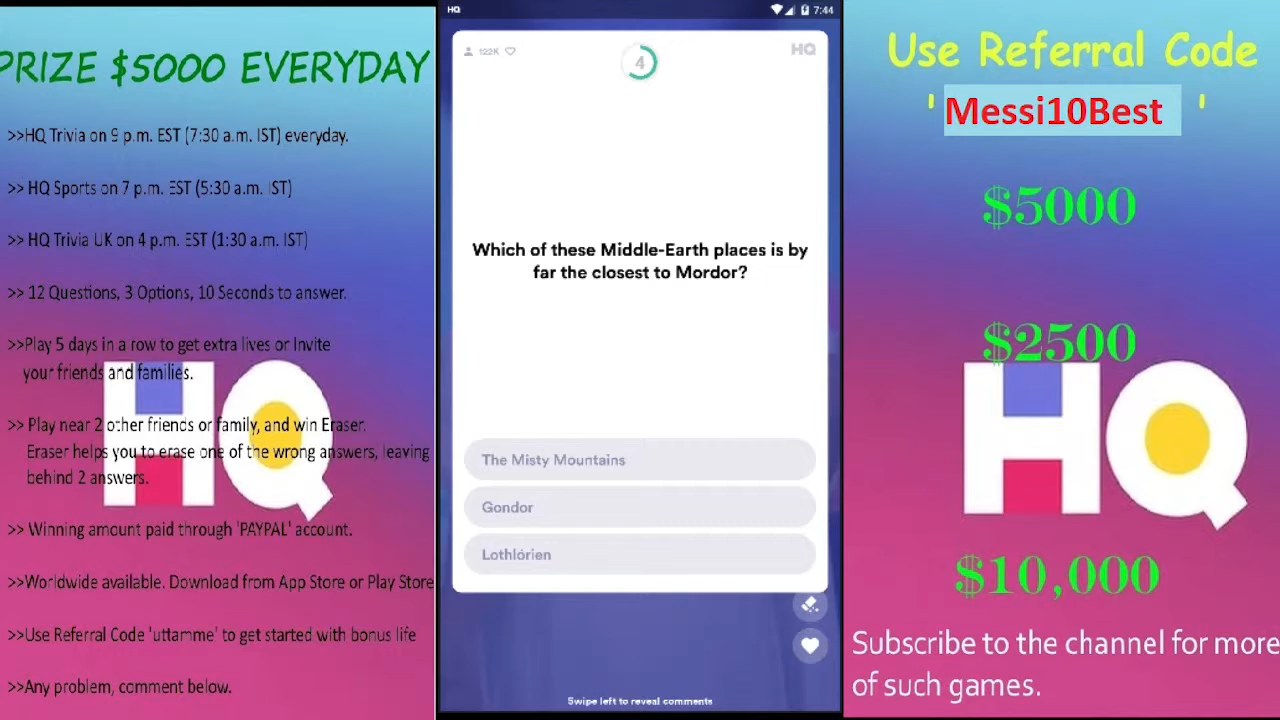 PRIZE $5000 EVERYDAY
>>HQ Trivia on 9 p.m. EST (7:30 a.m. IST) everyday.
>> HQ Sports on 7 p.m. EST (5:30 a.m. IST)
>> HQ Trivia UK on 4 p.m. EST (1:30 a.m. IST)
>> 12 Questions, 3 Options, 10 Seconds to answer.
>>Play 5 days in a row to get extra lives or Invite
your friends and families.
>> Play near 2 other friends or family, and win Eraser.
Eraser helps you to erase one of the wrong answers, leaving
behind 2 answers.
>> Winning amount paid through 'PAYPAL' account.
>>Worldwide available. Download from App Store or Play Store
>>Use Referral Code 'uttamme' to get started with bonus life
>>Any problem, comment below.
HQ
HQ
7:44
122K
4
HQ
Which of these Middle-Earth places is by
far the closest to Mordor?
The Misty Mountains
Gondor
Lothlórien
Swipe left to reveal comments
Use Referral Code
' Messi10Best '
$5000
$2500
HQ
$10,000
Subscribe to the channel for more
of such games.